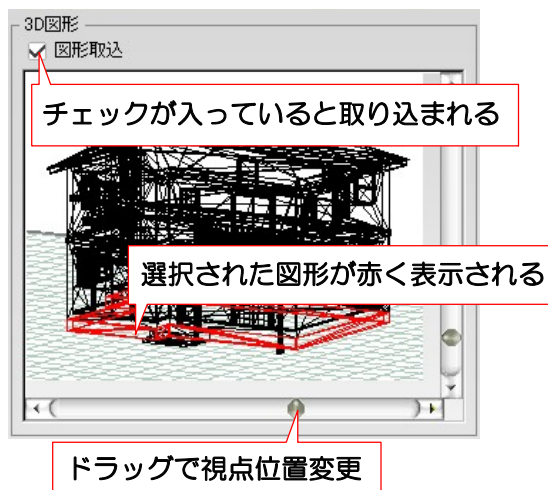 3D図形
図形取込
チェックが入っていると取り込まれる
選択された図形が赤く表示される
ドラッグで視点位置変更